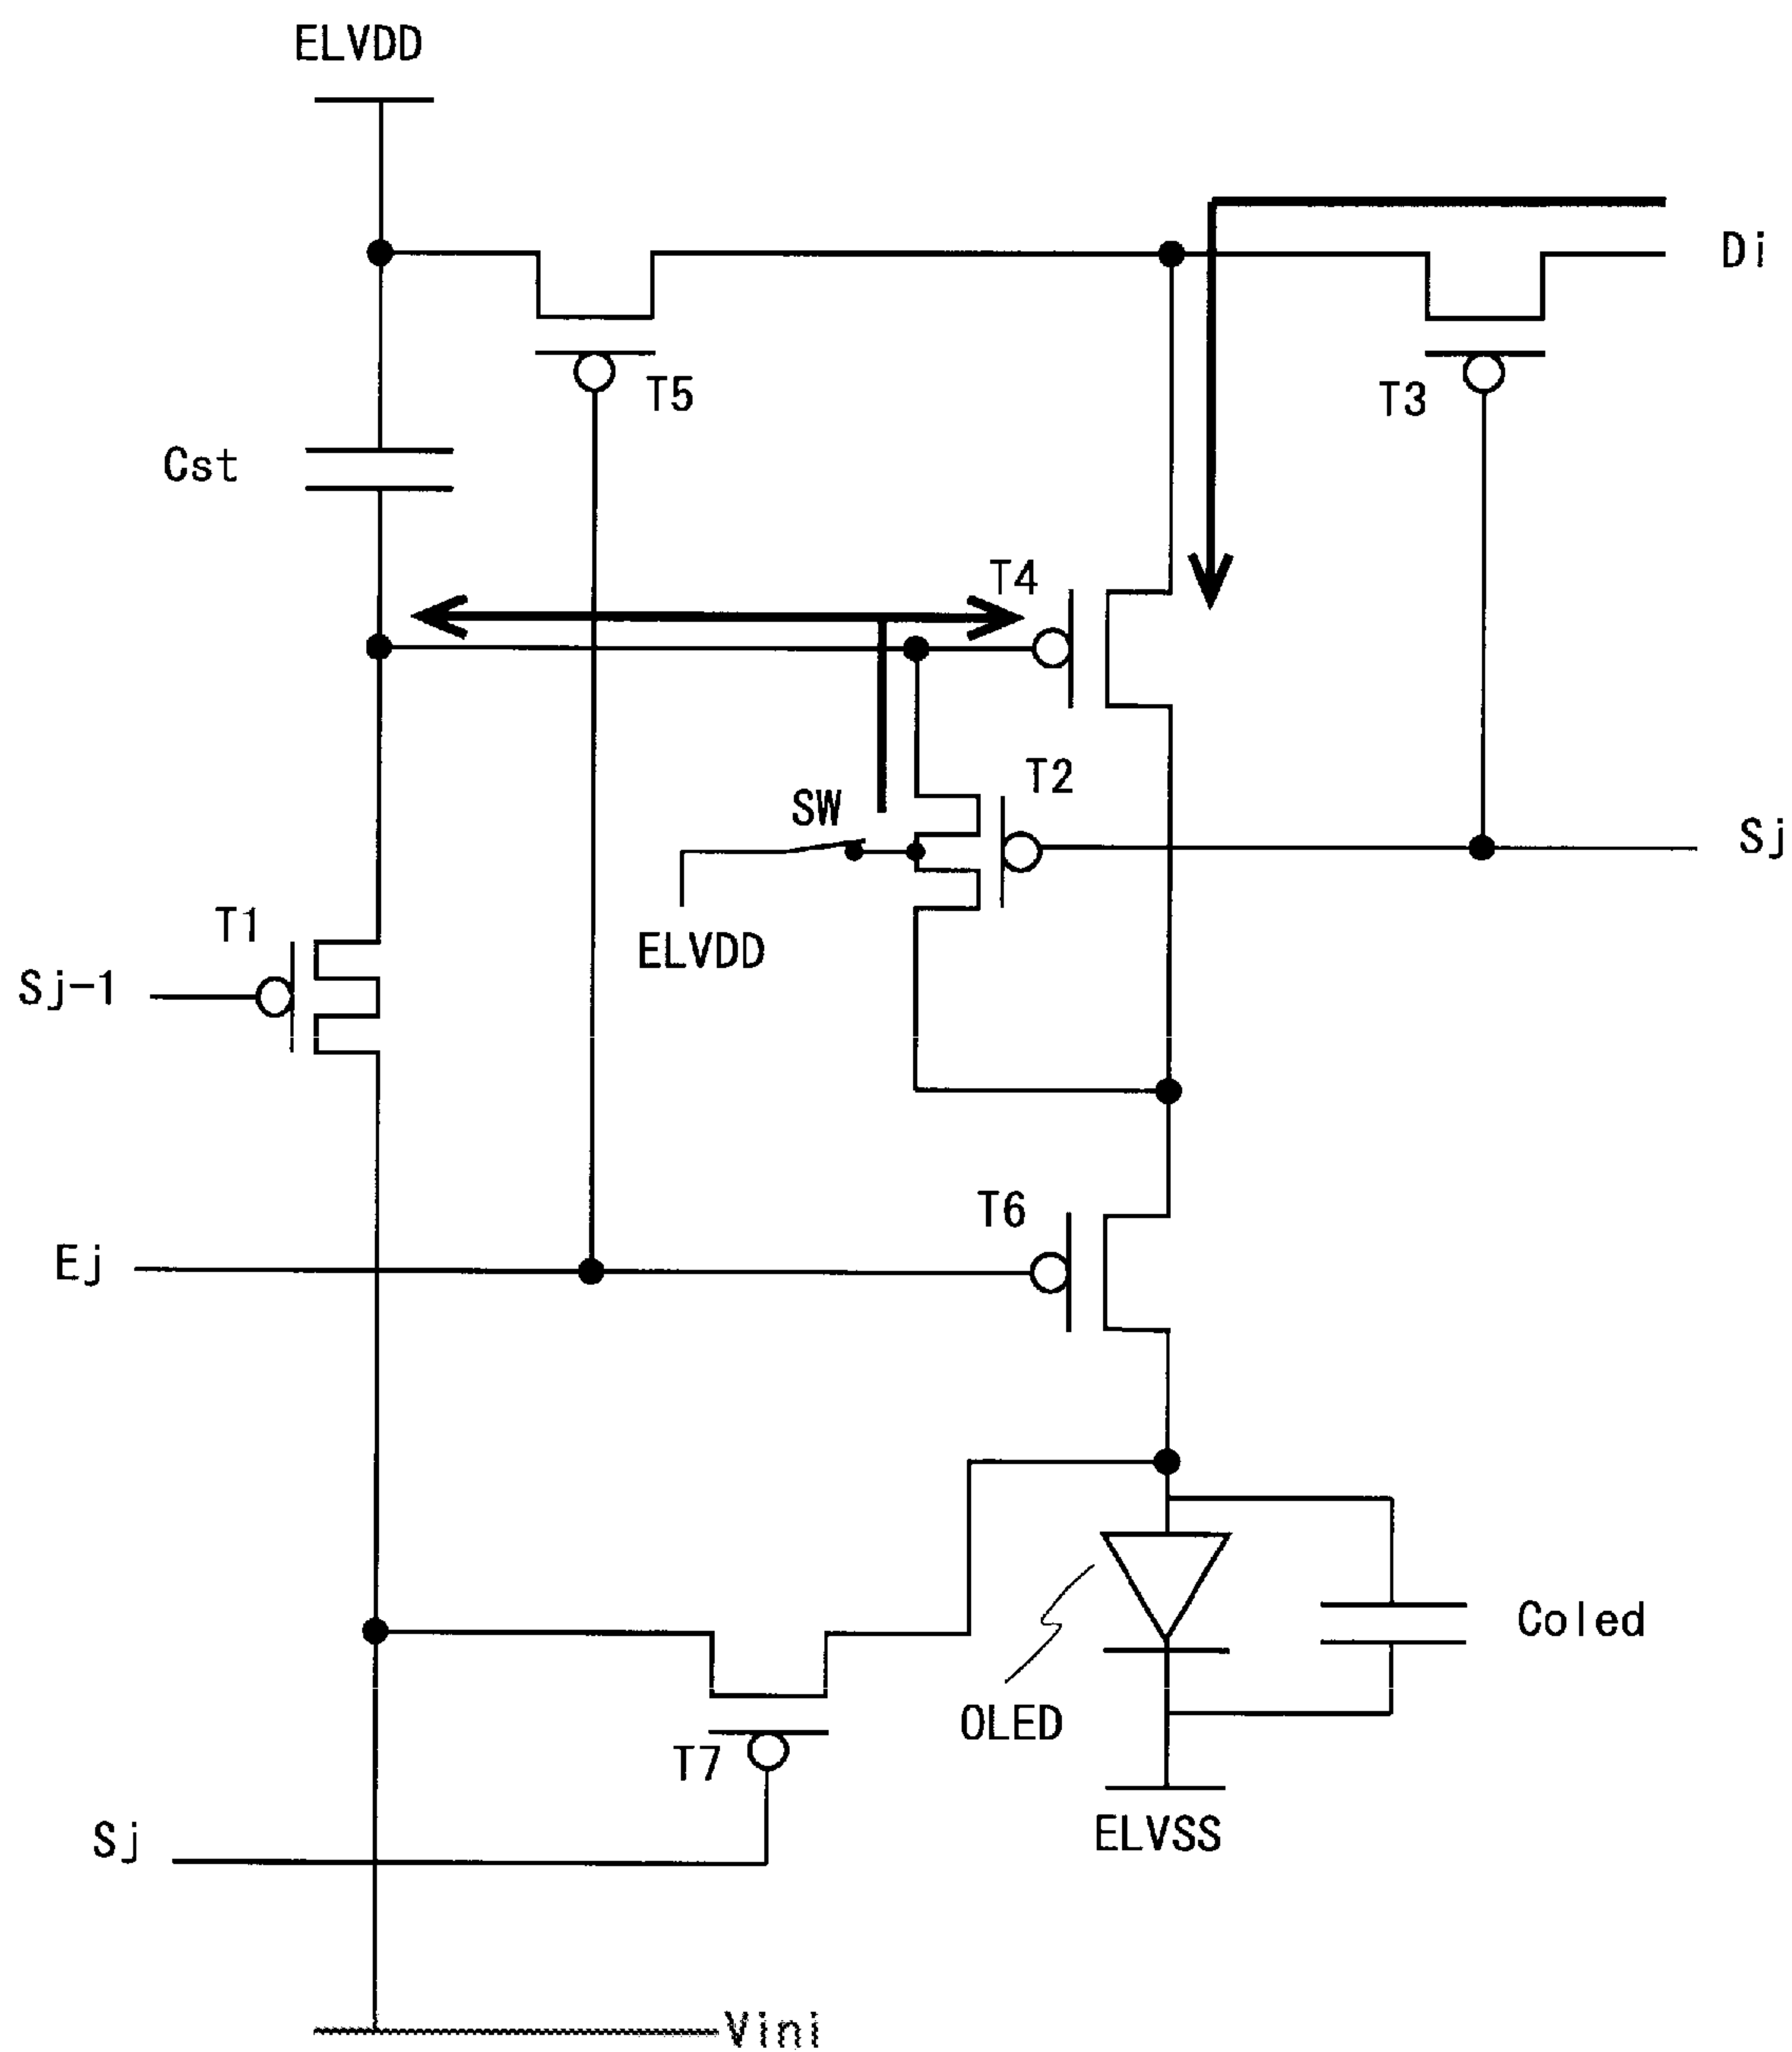 ELVDD
Di
T5
T3
Cst
T4
T2
SW
Sj
T1
ELVDD
Sj-1
T6
Ej
Coled
OLED
T7
ELVSS
Sj
Vini